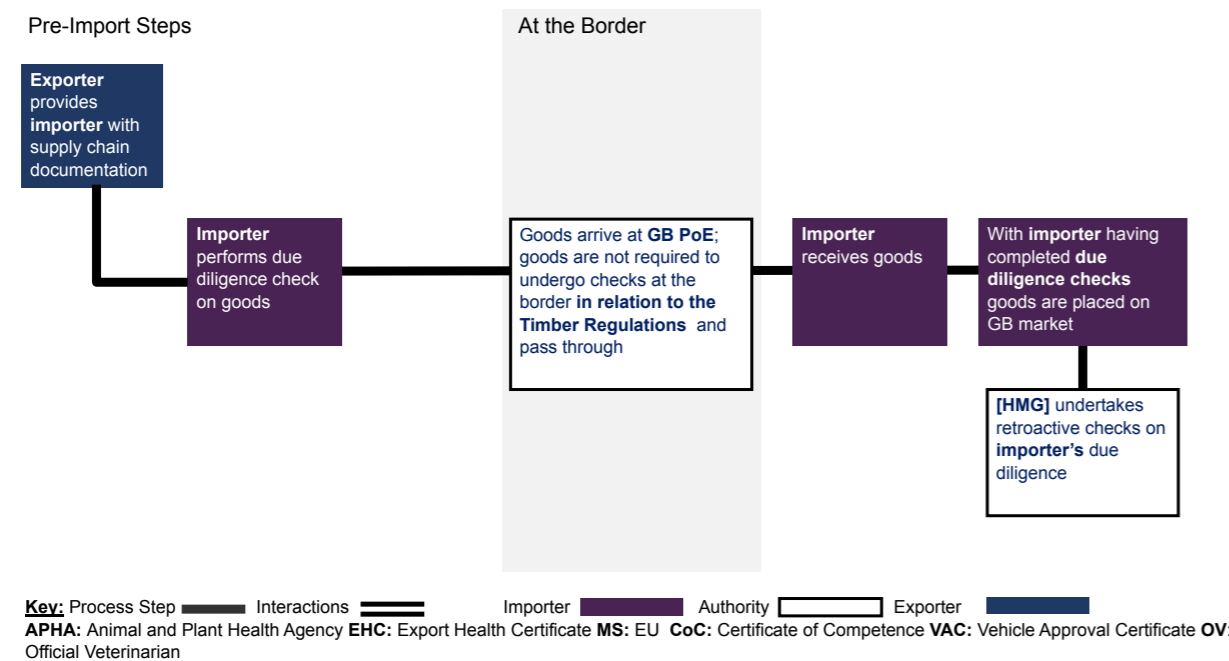 Pre-Import Steps
At the Border
Exporter
provides
importer with
supply chain
documentation
Importer
performs due
diligence check
on goods
Goods arrive at GB PoE;
goods are not required to
undergo checks at the
border in relation to the
Timber Regulations and
pass through
Importer
receives goods
With importer having
completed due
diligence checks
goods are placed on
GB market
[HMG] undertakes
retroactive checks on
importer’s due
diligence
Key: Process Step Interactions Importer Authority Exporter
APHA: Animal and Plant Health Agency EHC: Export Health Certificate MS: EU CoC: Certificate of Competence VAC: Vehicle Approval Certificate OV:
Official Veterinarian